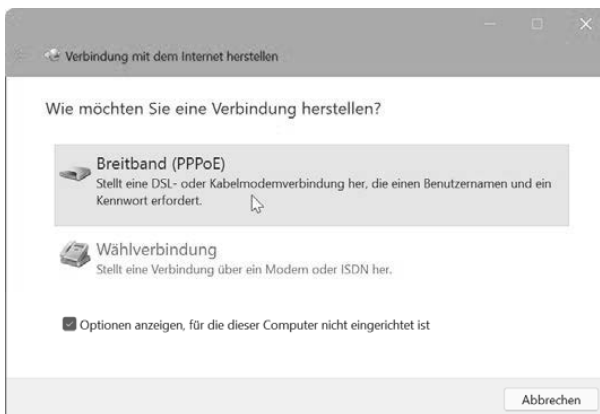 Verbindung mit dem Internet herstellen
Wie möchten Sie eine Verbindung herstellen?
Breitband (PPPoE)
Stellt eine DSL- oder Kabelmodemverbindung her, die einen Benutzernamen und ein
Kennwort erfordert.
Wählverbindung
Stellt eine Verbindung über ein Modem oder ISDN her.
Optionen anzeigen, für die dieser Computer nicht eingerichtet ist
Abbrechen